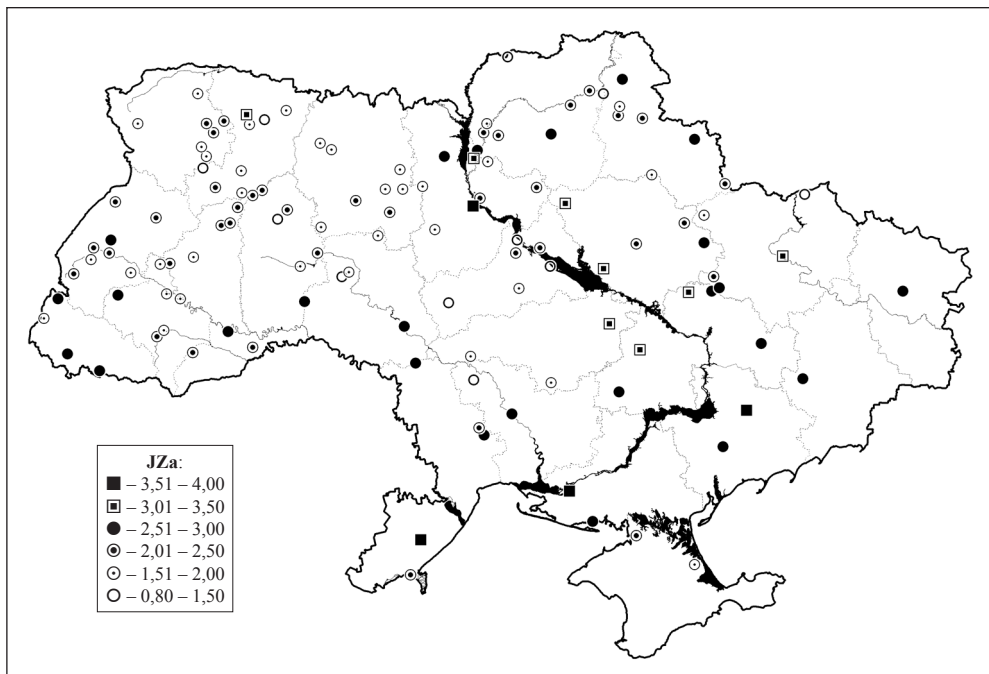 JZa:
– 3,51 – 4,00
– 3,01 – 3,50
– 2,51 – 3,00
– 2,01 – 2,50
– 1,51 – 2,00
– 0,80 – 1,50